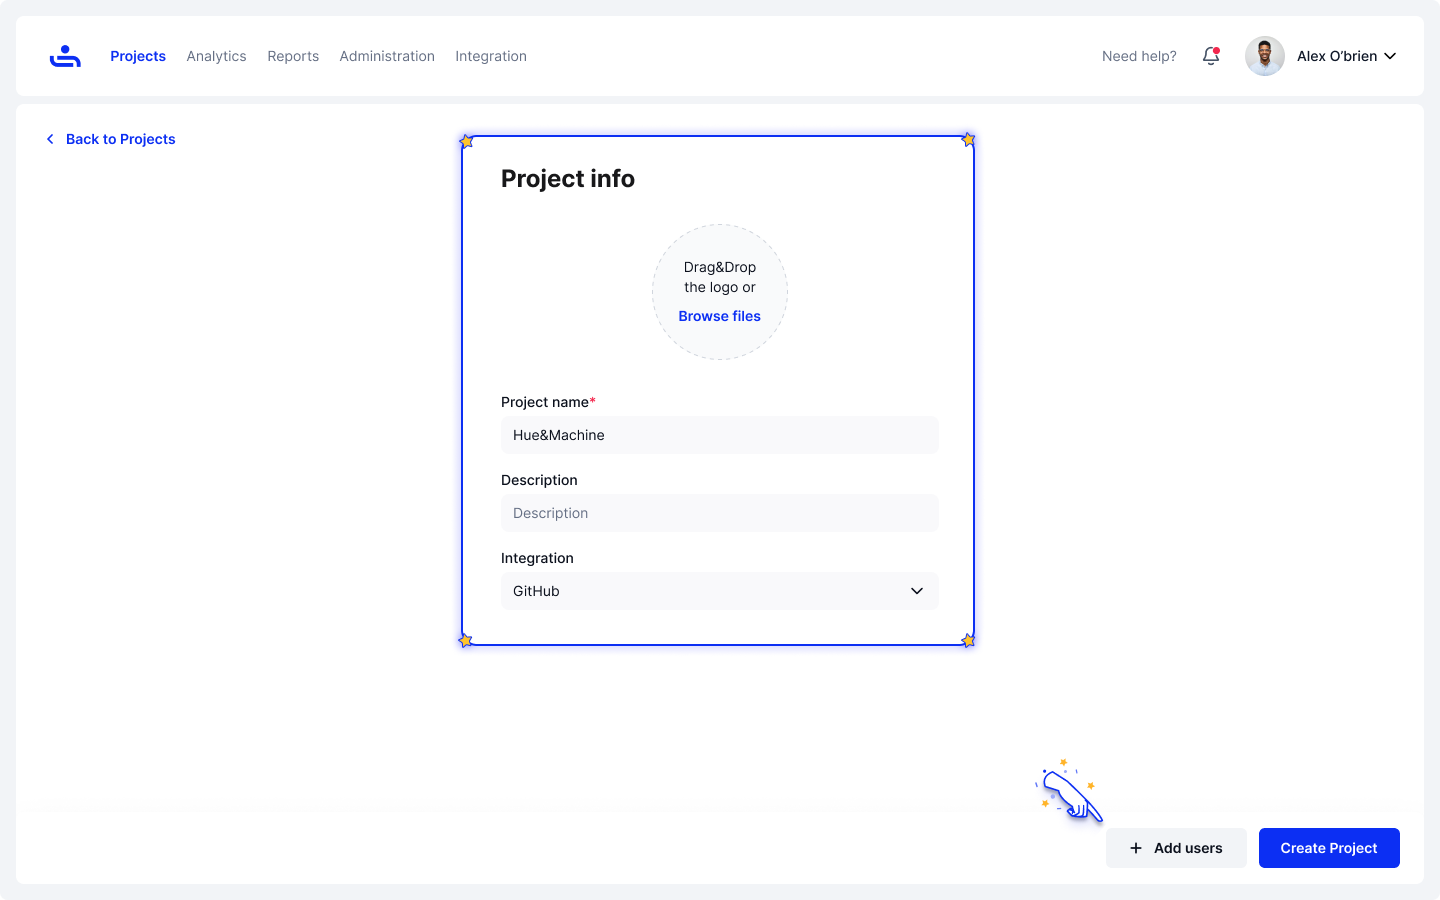 Projects Analytics Reports Administration Integration Need help? Alex O’brien
Back to Projects
Project info
Drag&Drop
the logo or
Browse files
Project name*
Hue&Machine
Description
Description
Integration
GitHub
Add users
Create Project